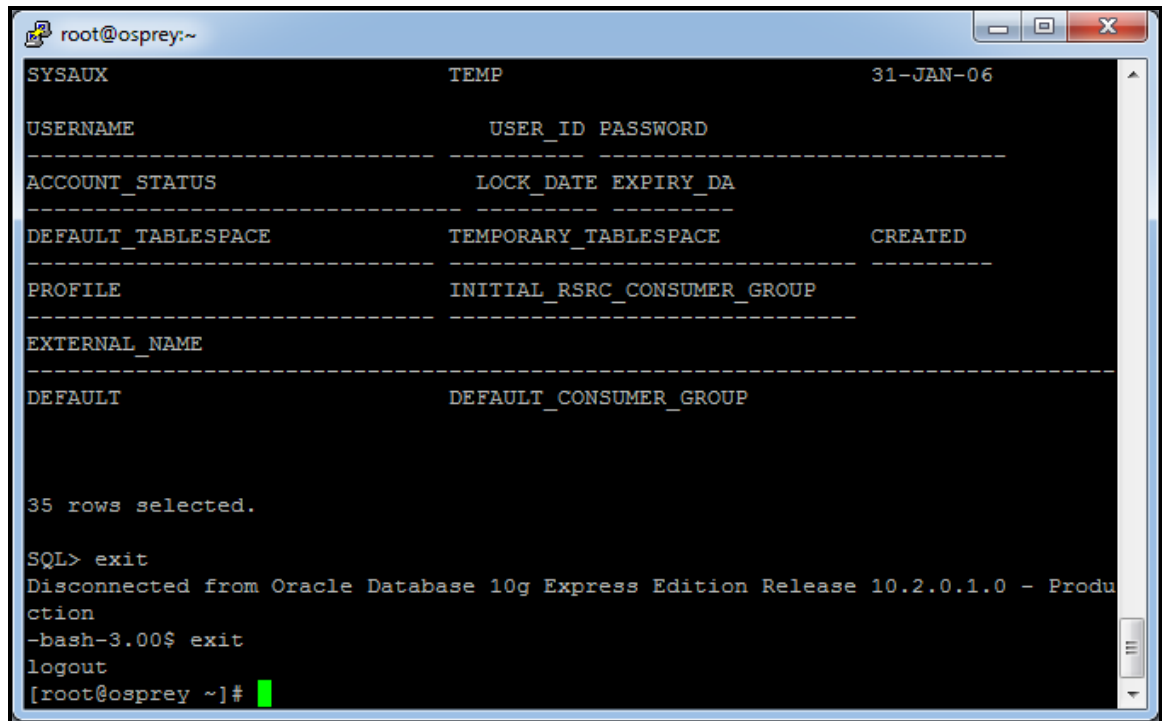 root@osprey:~
SYSAUX                         TEMP                           31-JAN-06
USERNAME                          USER_ID PASSWORD
------------------------------ ---------- ------------------------------
ACCOUNT_STATUS                   LOCK_DATE EXPIRY_DA
-------------------------------- --------- ---------
DEFAULT_TABLESPACE             TEMPORARY_TABLESPACE           CREATED
------------------------------ ------------------------------ ---------
PROFILE                        INITIAL_RSRC_CONSUMER_GROUP
------------------------------ ------------------------------
EXTERNAL_NAME
--------------------------------------------------------------------------------
DEFAULT                        DEFAULT_CONSUMER_GROUP
35 rows selected.
SQL> exit
Disconnected from Oracle Database 10g Express Edition Release 10.2.0.1.0 - Produ
ction
-bash-3.00$ exit
logout
[root@osprey ~]#